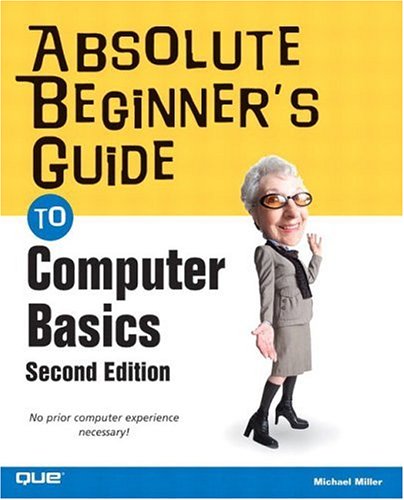 Absolute
Beginner's
Guide
TO
Computer
Basics
Second Edition
No prior computer experience
necessary!
QUE®
Michael Miller